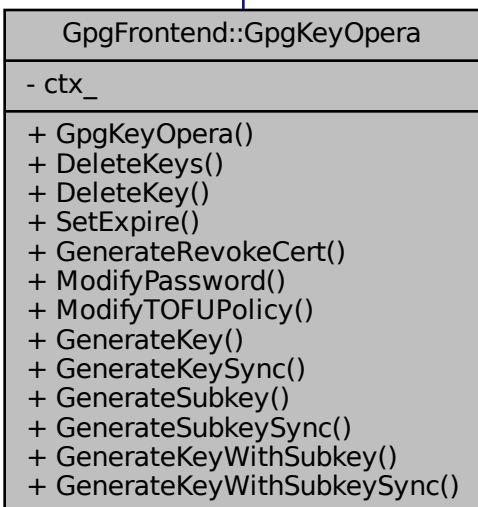 GpgFrontend::GpgKeyOpera
- ctx_
+ GpgKeyOpera()
+ DeleteKeys()
+ DeleteKey()
+ SetExpire()
+ GenerateRevokeCert()
+ ModifyPassword()
+ ModifyTOFUPolicy()
+ GenerateKey()
+ GenerateKeySync()
+ GenerateSubkey()
+ GenerateSubkeySync()
+ GenerateKeyWithSubkey()
+ GenerateKeyWithSubkeySync()